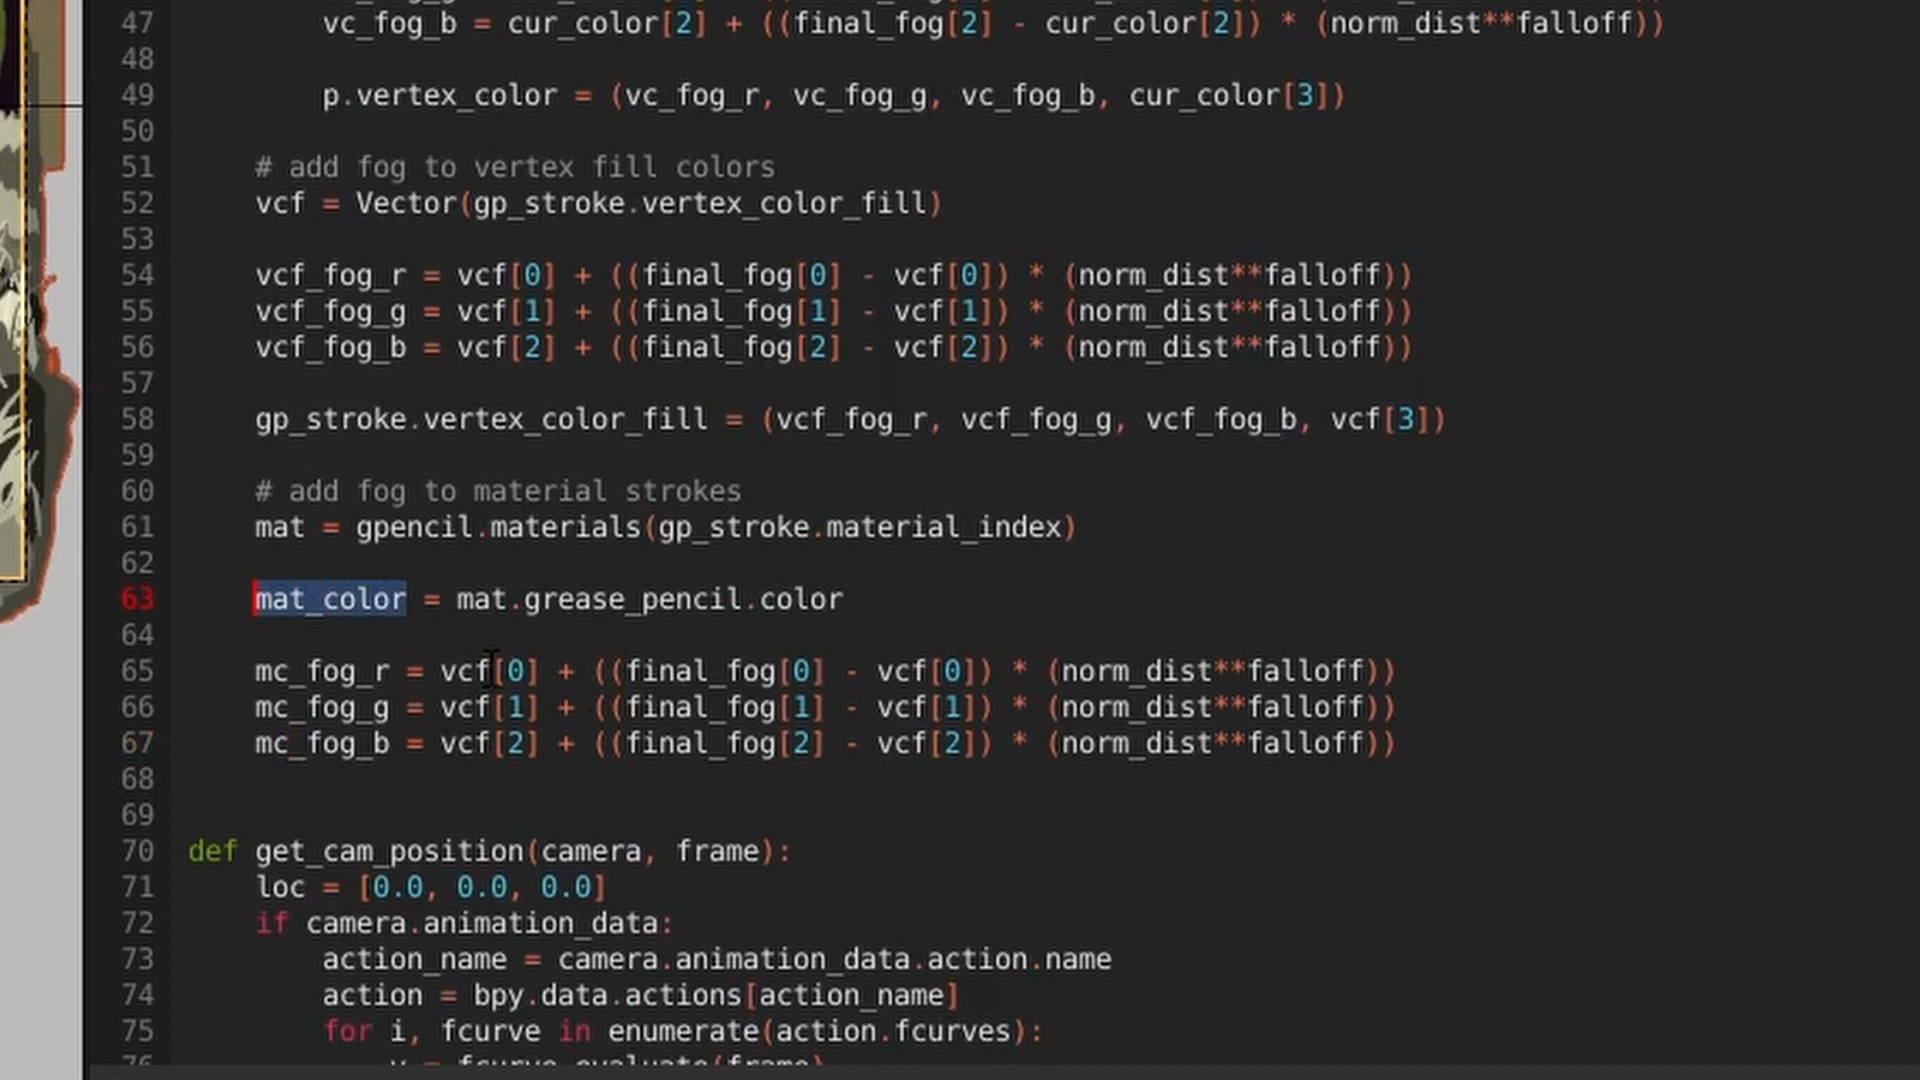 47 vc_fog_b = cur_color[2] + ((final_fog[2] - cur_color[2]) * (norm_dist**falloff))
48
49 p.vertex_color = (vc_fog_r, vc_fog_g, vc_fog_b, cur_color[3])
50
51 # add fog to vertex fill colors
52 vcf = Vector(gp_stroke.vertex_color_fill)
53
54 vcf_fog_r = vcf[0] + ((final_fog[0] - vcf[0]) * (norm_dist**falloff))
55 vcf_fog_g = vcf[1] + ((final_fog[1] - vcf[1]) * (norm_dist**falloff))
56 vcf_fog_b = vcf[2] + ((final_fog[2] - vcf[2]) * (norm_dist**falloff))
57
58 gp_stroke.vertex_color_fill = (vcf_fog_r, vcf_fog_g, vcf_fog_b, vcf[3])
59
60 # add fog to material strokes
61 mat = gpencil.materials(gp_stroke.material_index)
62
63 mat_color = mat.grease_pencil.color
64
65 mc_fog_r = vcf[0] + ((final_fog[0] - vcf[0]) * (norm_dist**falloff))
66 mc_fog_g = vcf[1] + ((final_fog[1] - vcf[1]) * (norm_dist**falloff))
67 mc_fog_b = vcf[2] + ((final_fog[2] - vcf[2]) * (norm_dist**falloff))
68
69
70 def get_cam_position(camera, frame):
71 loc = [0.0, 0.0, 0.0]
72 if camera.animation_data:
73 action_name = camera.animation_data.action.name
74 action = bpy.data.actions[action_name]
75 for i, fcurve in enumerate(action.fcurves):
76 v = fcurve.evaluate(frame)